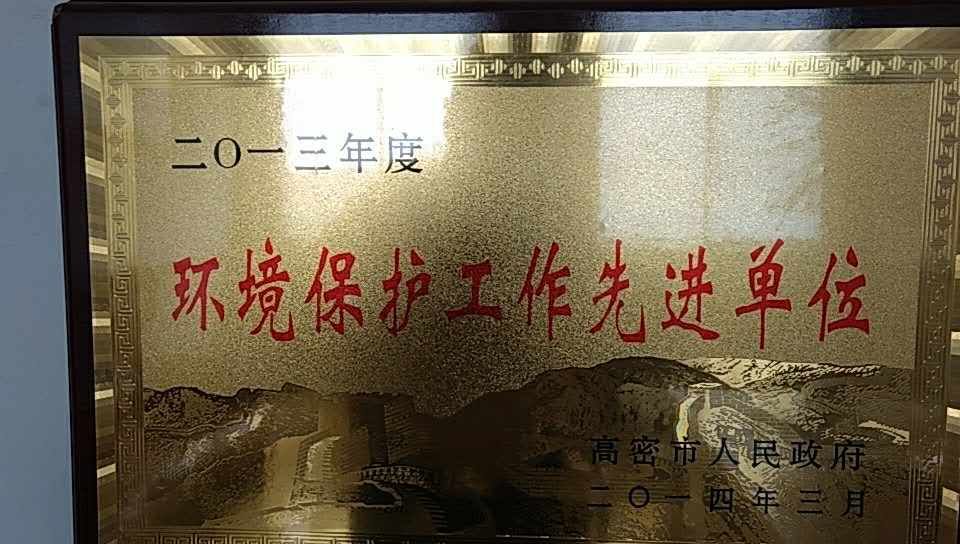 二〇一三年度
环境保护工作先进单位
高密市人民政府
二〇一四年三月